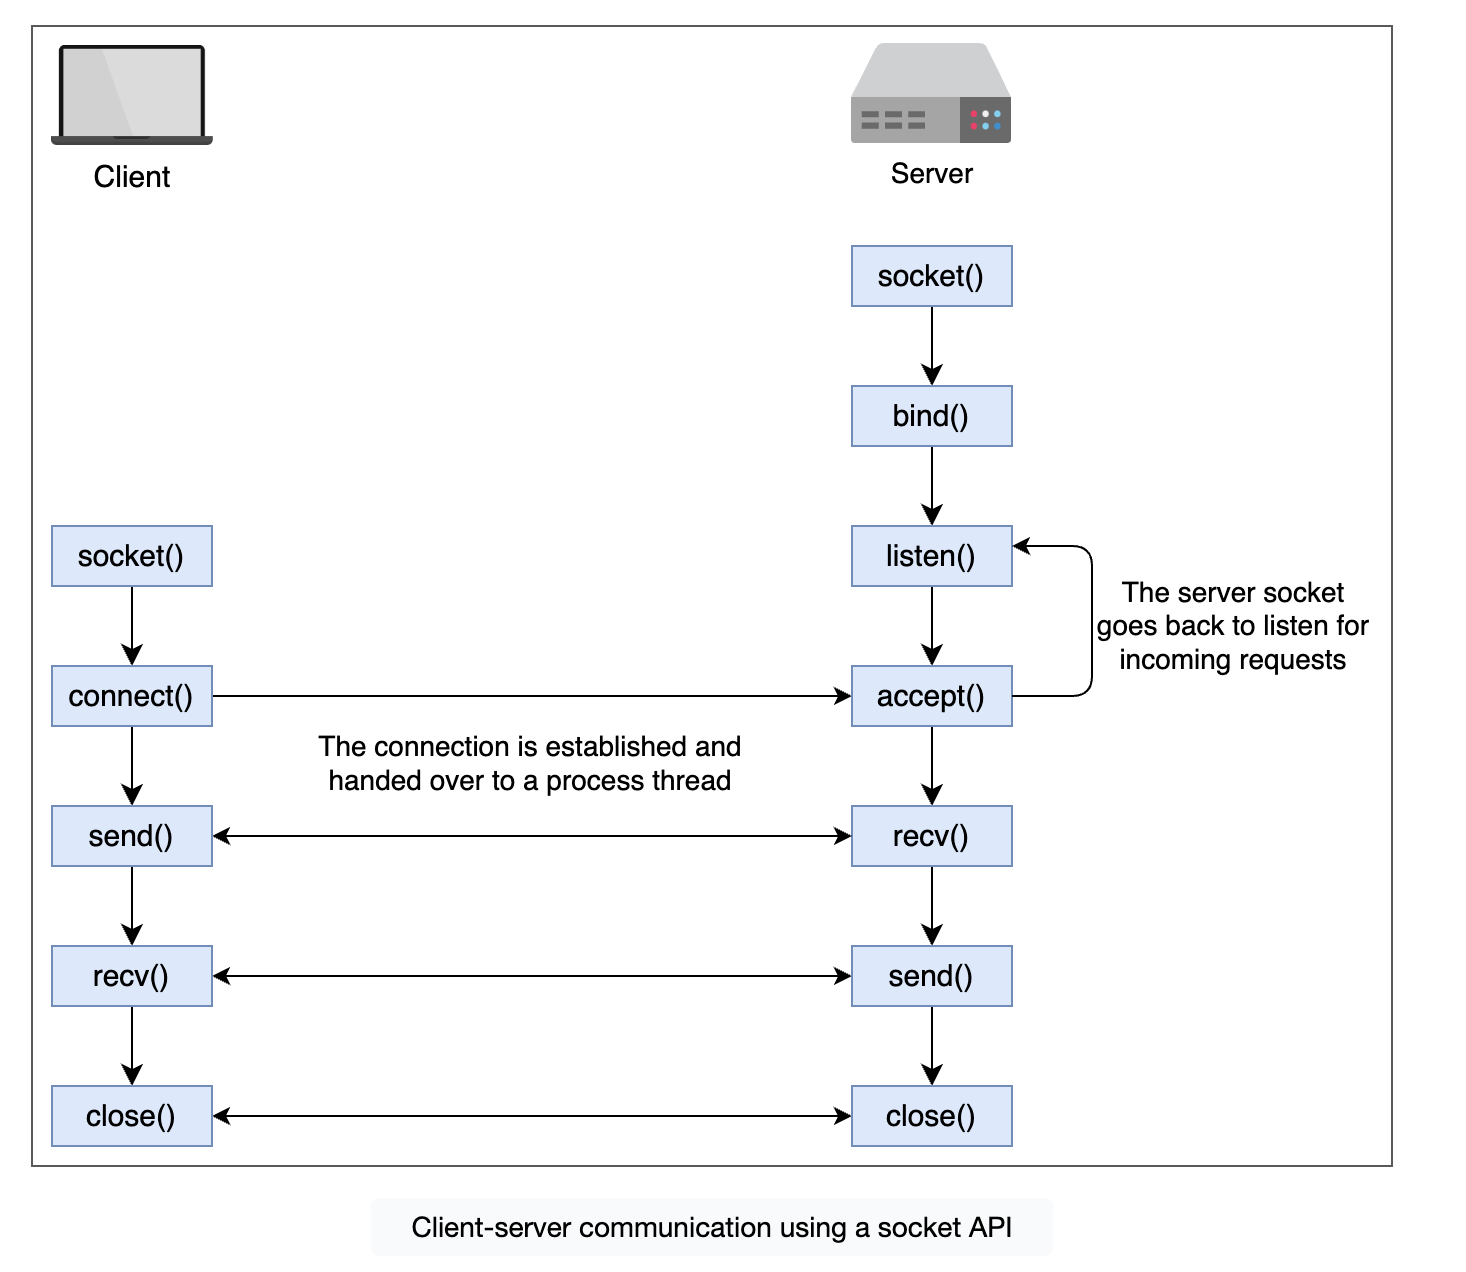 Client
Server
socket()
bind()
socket()
listen()
The server socket
goes back to listen for
incoming requests
connect()
accept()
The connection is established and
handed over to a process thread
send()
recv()
recv()
send()
close()
close()
Client-server communication using a socket API